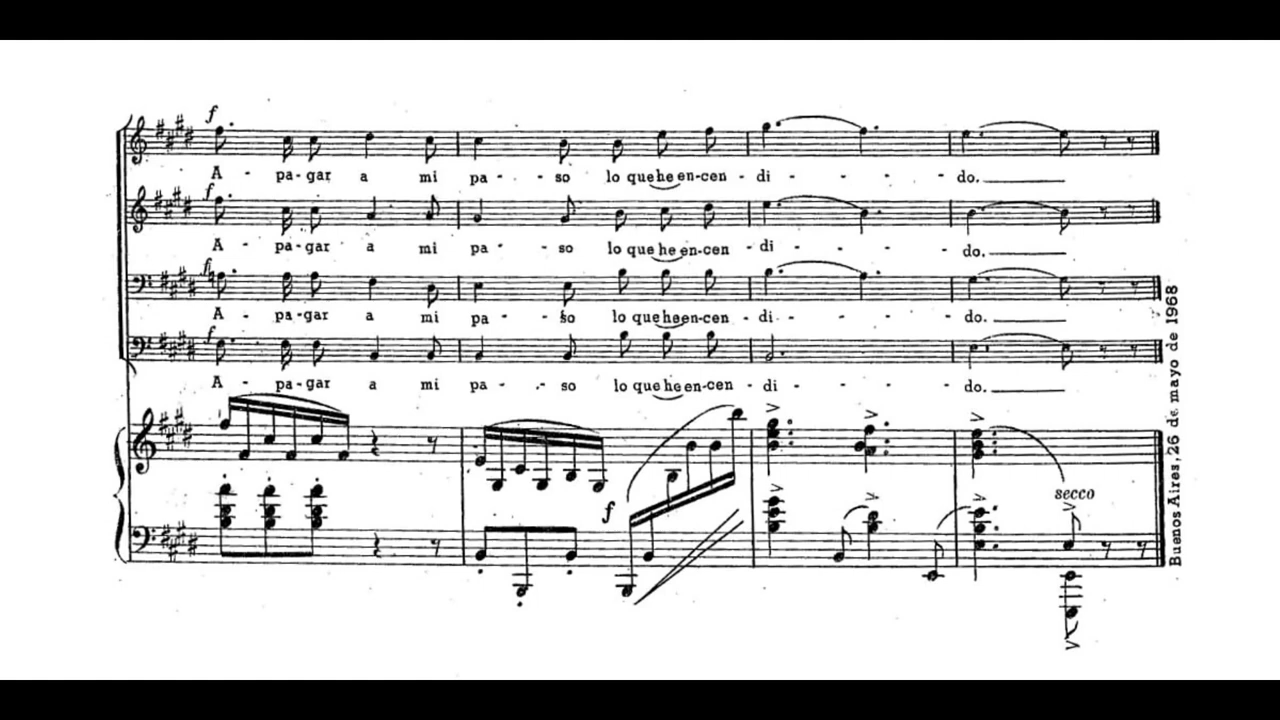 f
A - pa-gar a mi pa - - so lo que he en-cen - di - - - do.
f
A - pa-gar a mi pa - - so lo que he en-cen - di - - - do.
f
A - pa-gar a mi pa - - so lo que he en-cen - di - - - do.
f
A - pa-gar a mi pa - - so lo que he en-cen - di - - - do.
secco
f
Buenos Aires, 26 de mayo de 1968